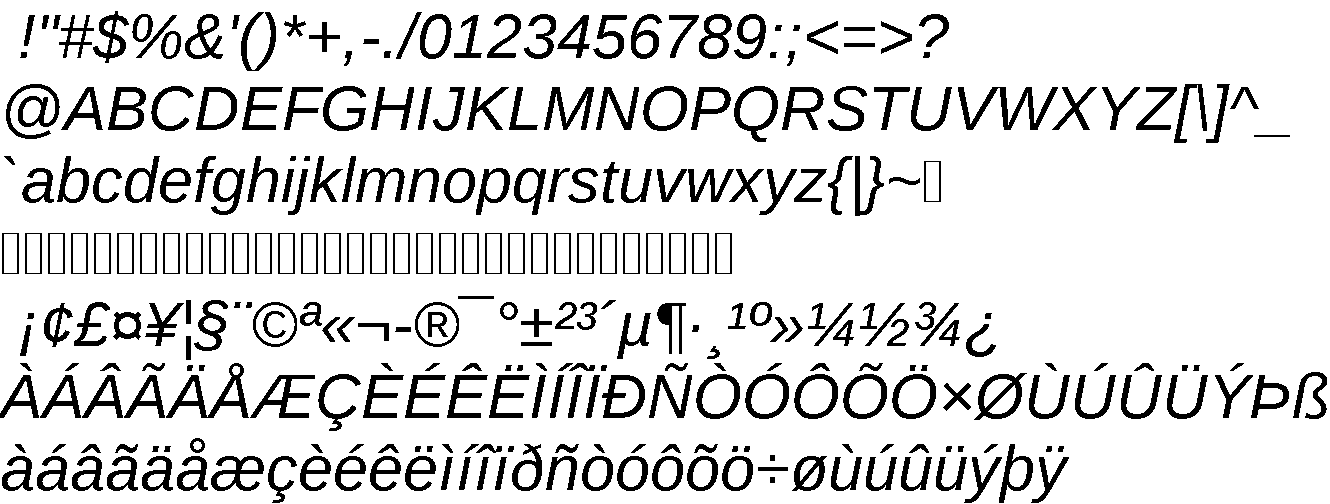 !"#$%&'()*+,-./0123456789:;<=>?
@ABCDEFGHIJKLMNOPQRSTUVWXYZ[\]^_
`abcdefghijklmnopqrstuvwxyz{|}~
¡¢£¤¥¦§¨©ª«¬-®¯°±²³´µ¶·¸¹º»¼½¾¿
ÀÁÂÃÄÅÆÇÈÉÊËÌÍÎÏÐÑÒÓÔÕÖ×ØÙÚÛÜÝÞß
àáâãäåæçèéêëìíîïðñòóôõö÷øùúûüýþÿ